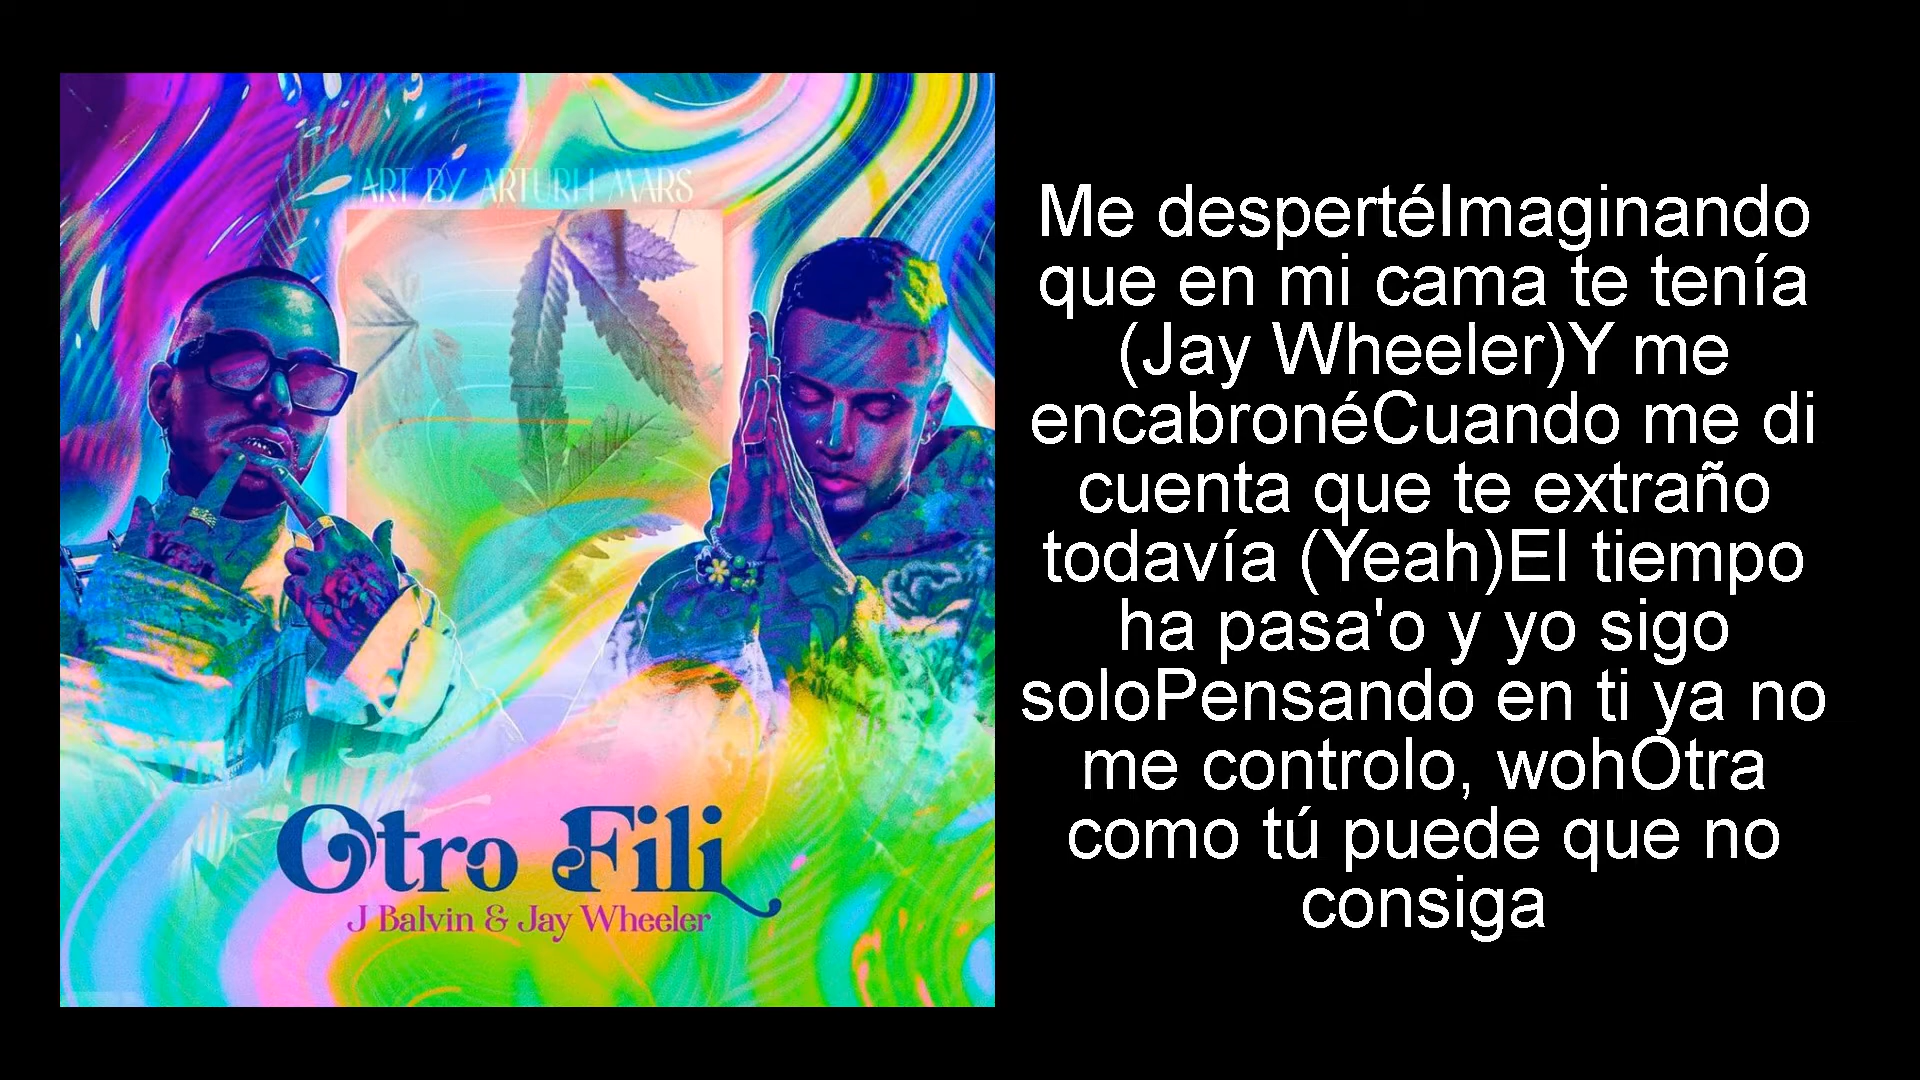 ART BY ARTURH MARS
Otro Fili
J Balvin & Jay Wheeler
Me despertéImaginando
que en mi cama te tenía
(Jay Wheeler)Y me
encabronéCuando me di
cuenta que te extraño
todavía (Yeah)El tiempo
ha pasa'o y yo sigo
soloPensando en ti ya no
me controlo, wohOtra
como tú puede que no
consiga